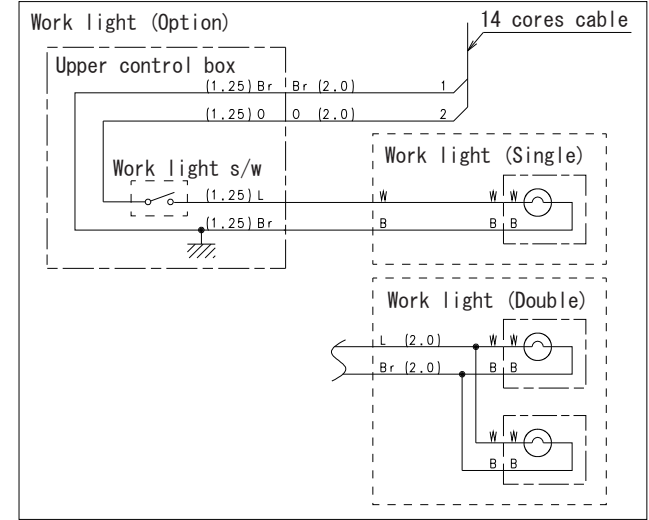 Work light (Option)
14 cores cable
Upper control box
(1.25) Br Br (2.0) 1
(1.25) O O (2.0) 2
Work light (Single)
Work light s/w
(1.25) L W W W
(1.25) Br B B B
Work light (Double)
L (2.0) W W
Br (2.0) B B
W W
B B